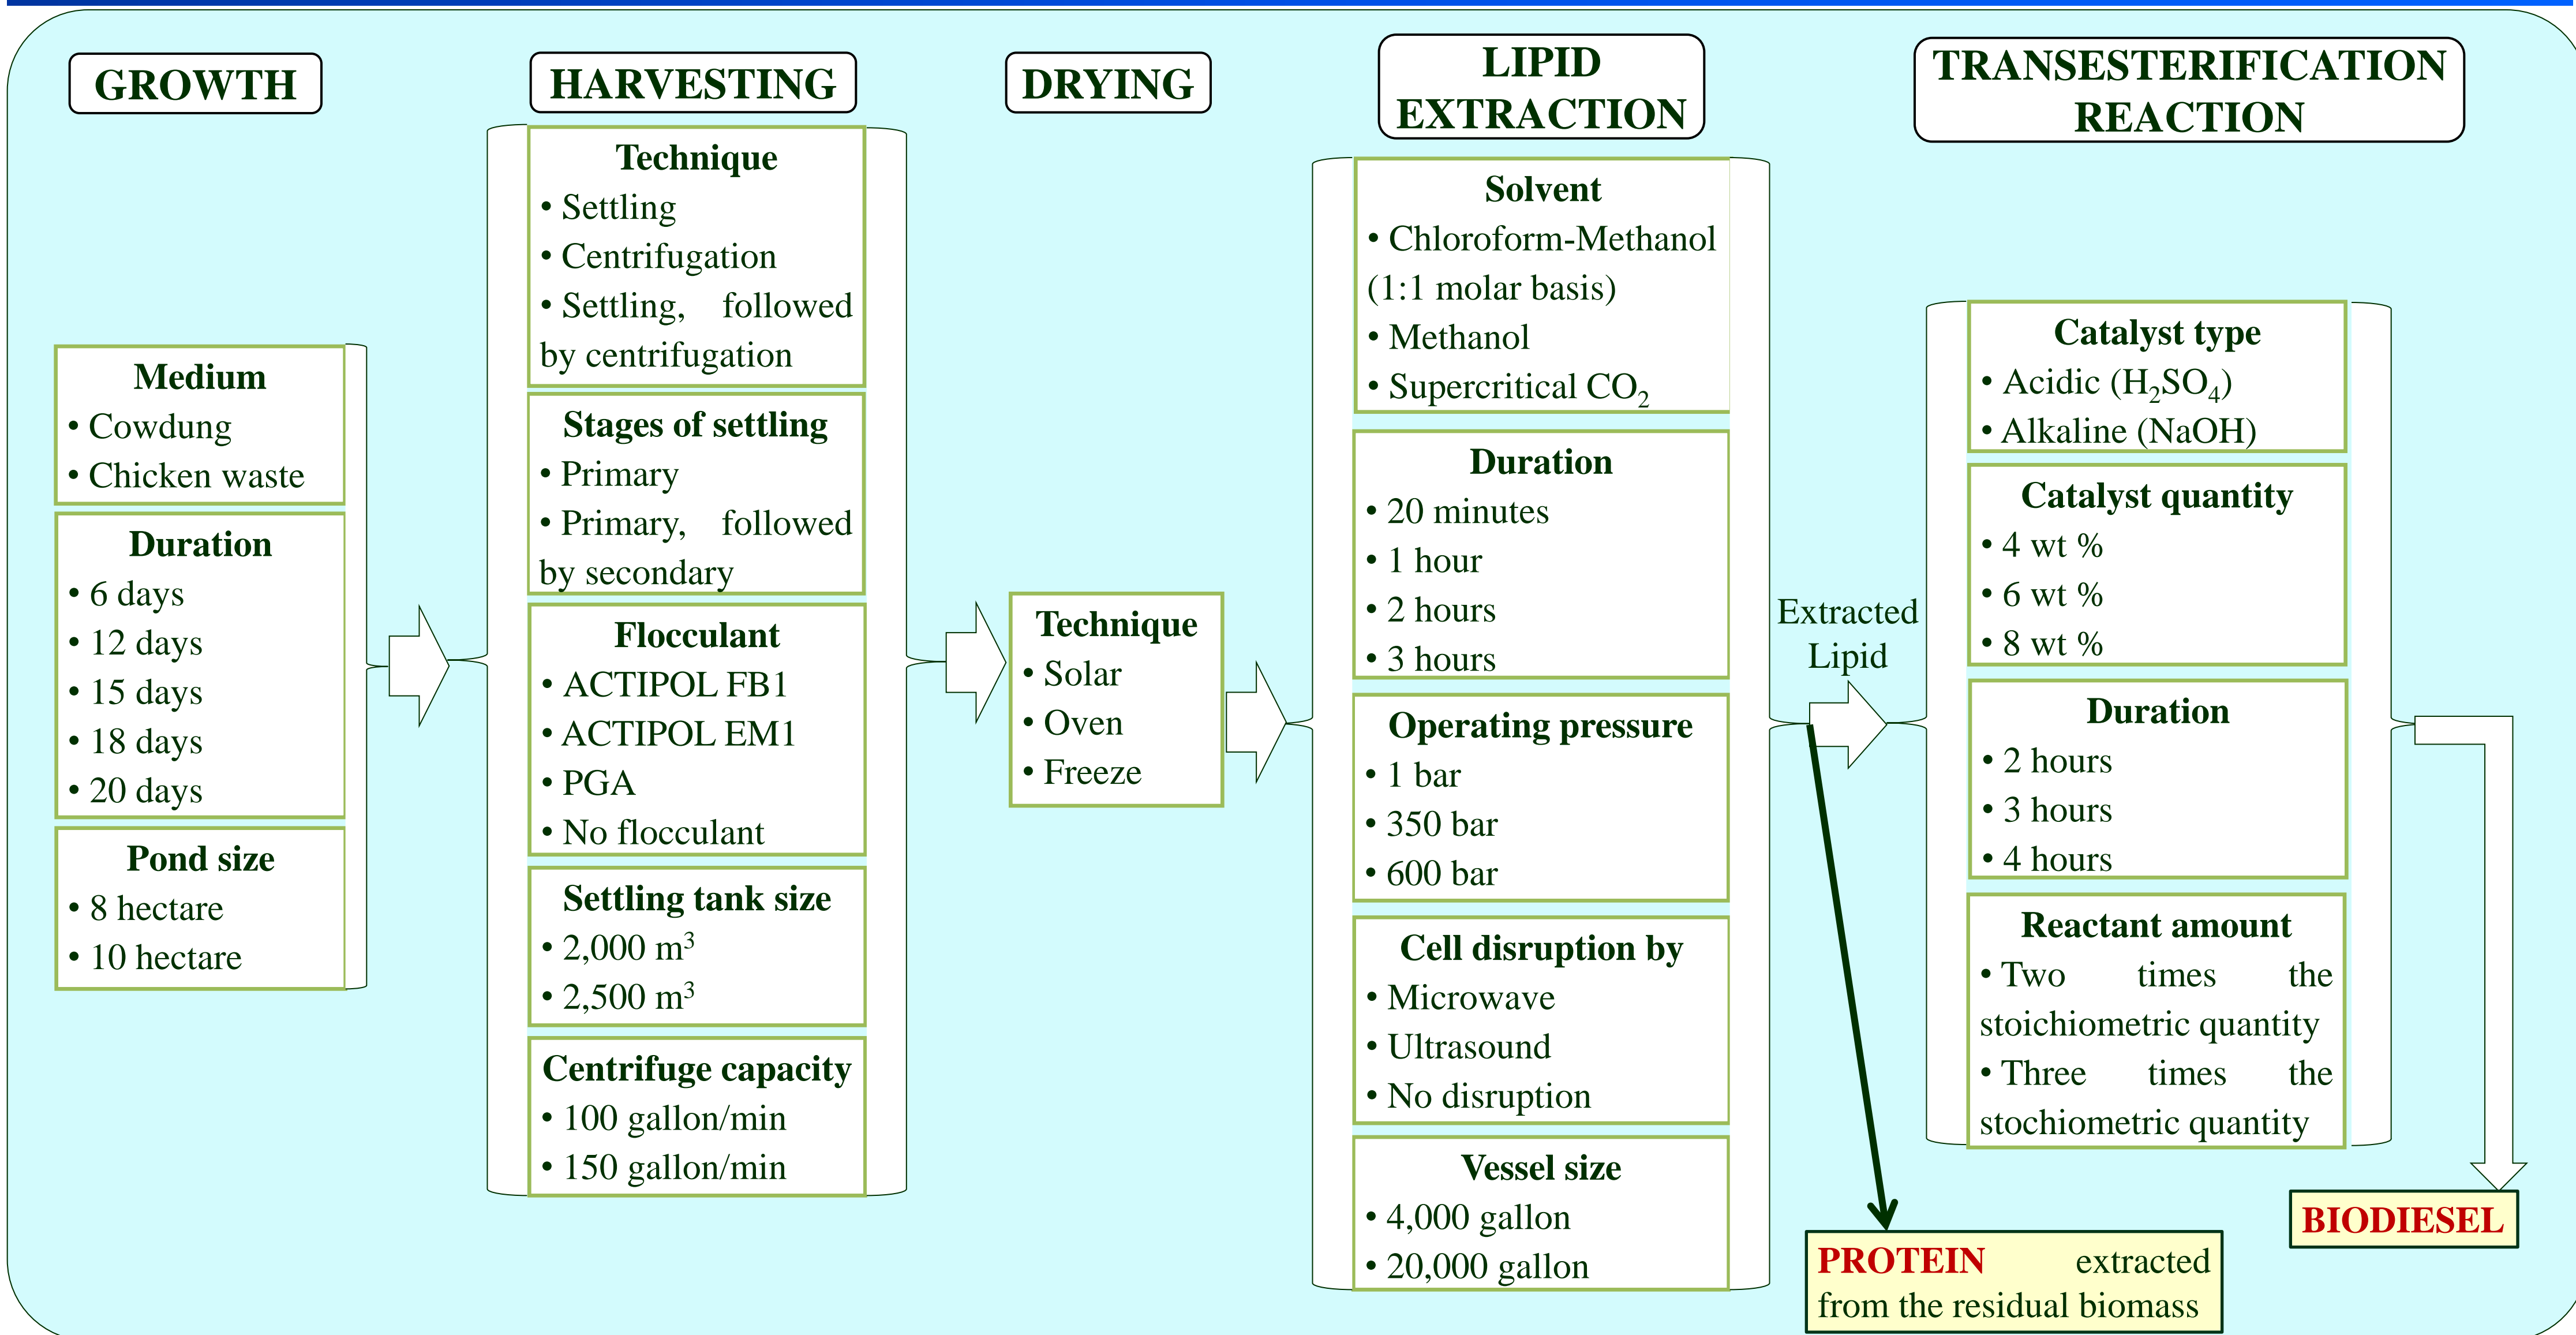 GROWTH
Medium
• Cowdung
• Chicken waste
Duration
• 6 days
• 12 days
• 15 days
• 18 days
• 20 days
Pond size
• 8 hectare
• 10 hectare
HARVESTING
Technique
• Settling
• Centrifugation
• Settling, followed
by centrifugation
Stages of settling
• Primary
• Primary, followed
by secondary
Flocculant
• ACTIPOL FB1
• ACTIPOL EM1
• PGA
• No flocculant
Settling tank size
• 2,000 m³
• 2,500 m³
Centrifuge capacity
• 100 gallon/min
• 150 gallon/min
DRYING
Technique
• Solar
• Oven
• Freeze
LIPID
EXTRACTION
Solvent
• Chloroform-Methanol
(1:1 molar basis)
• Methanol
• Supercritical CO₂
Duration
• 20 minutes
• 1 hour
• 2 hours
• 3 hours
Operating pressure
• 1 bar
• 350 bar
• 600 bar
Cell disruption by
• Microwave
• Ultrasound
• No disruption
Vessel size
• 4,000 gallon
• 20,000 gallon
Extracted
Lipid
PROTEIN extracted
from the residual biomass
TRANSESTERIFICATION
REACTION
Catalyst type
• Acidic (H₂SO₄)
• Alkaline (NaOH)
Catalyst quantity
• 4 wt %
• 6 wt %
• 8 wt %
Duration
• 2 hours
• 3 hours
• 4 hours
Reactant amount
• Two times the
stoichiometric quantity
• Three times the
stochiometric quantity
BIODIESEL